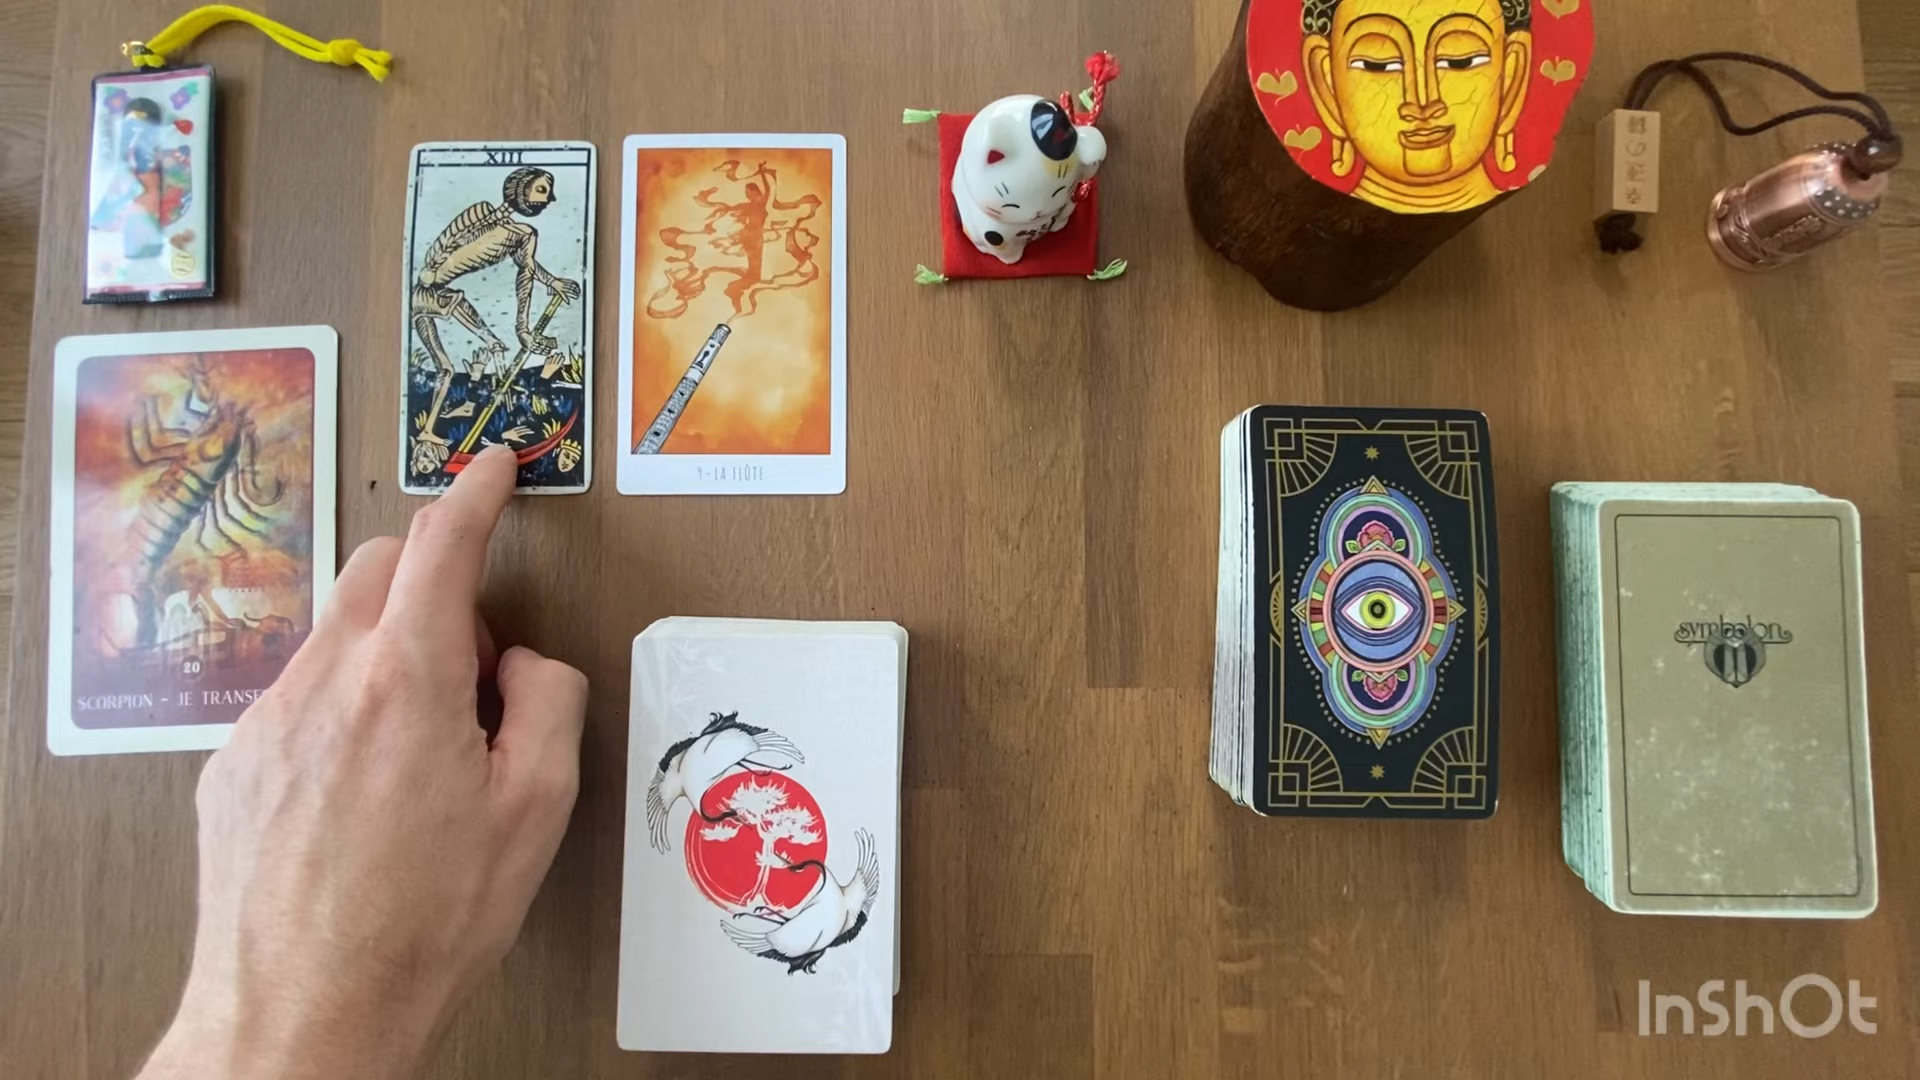 XIII
9-LA FLÛTE
20
SCORPION - JE TRANSF
symbolon
InShOt